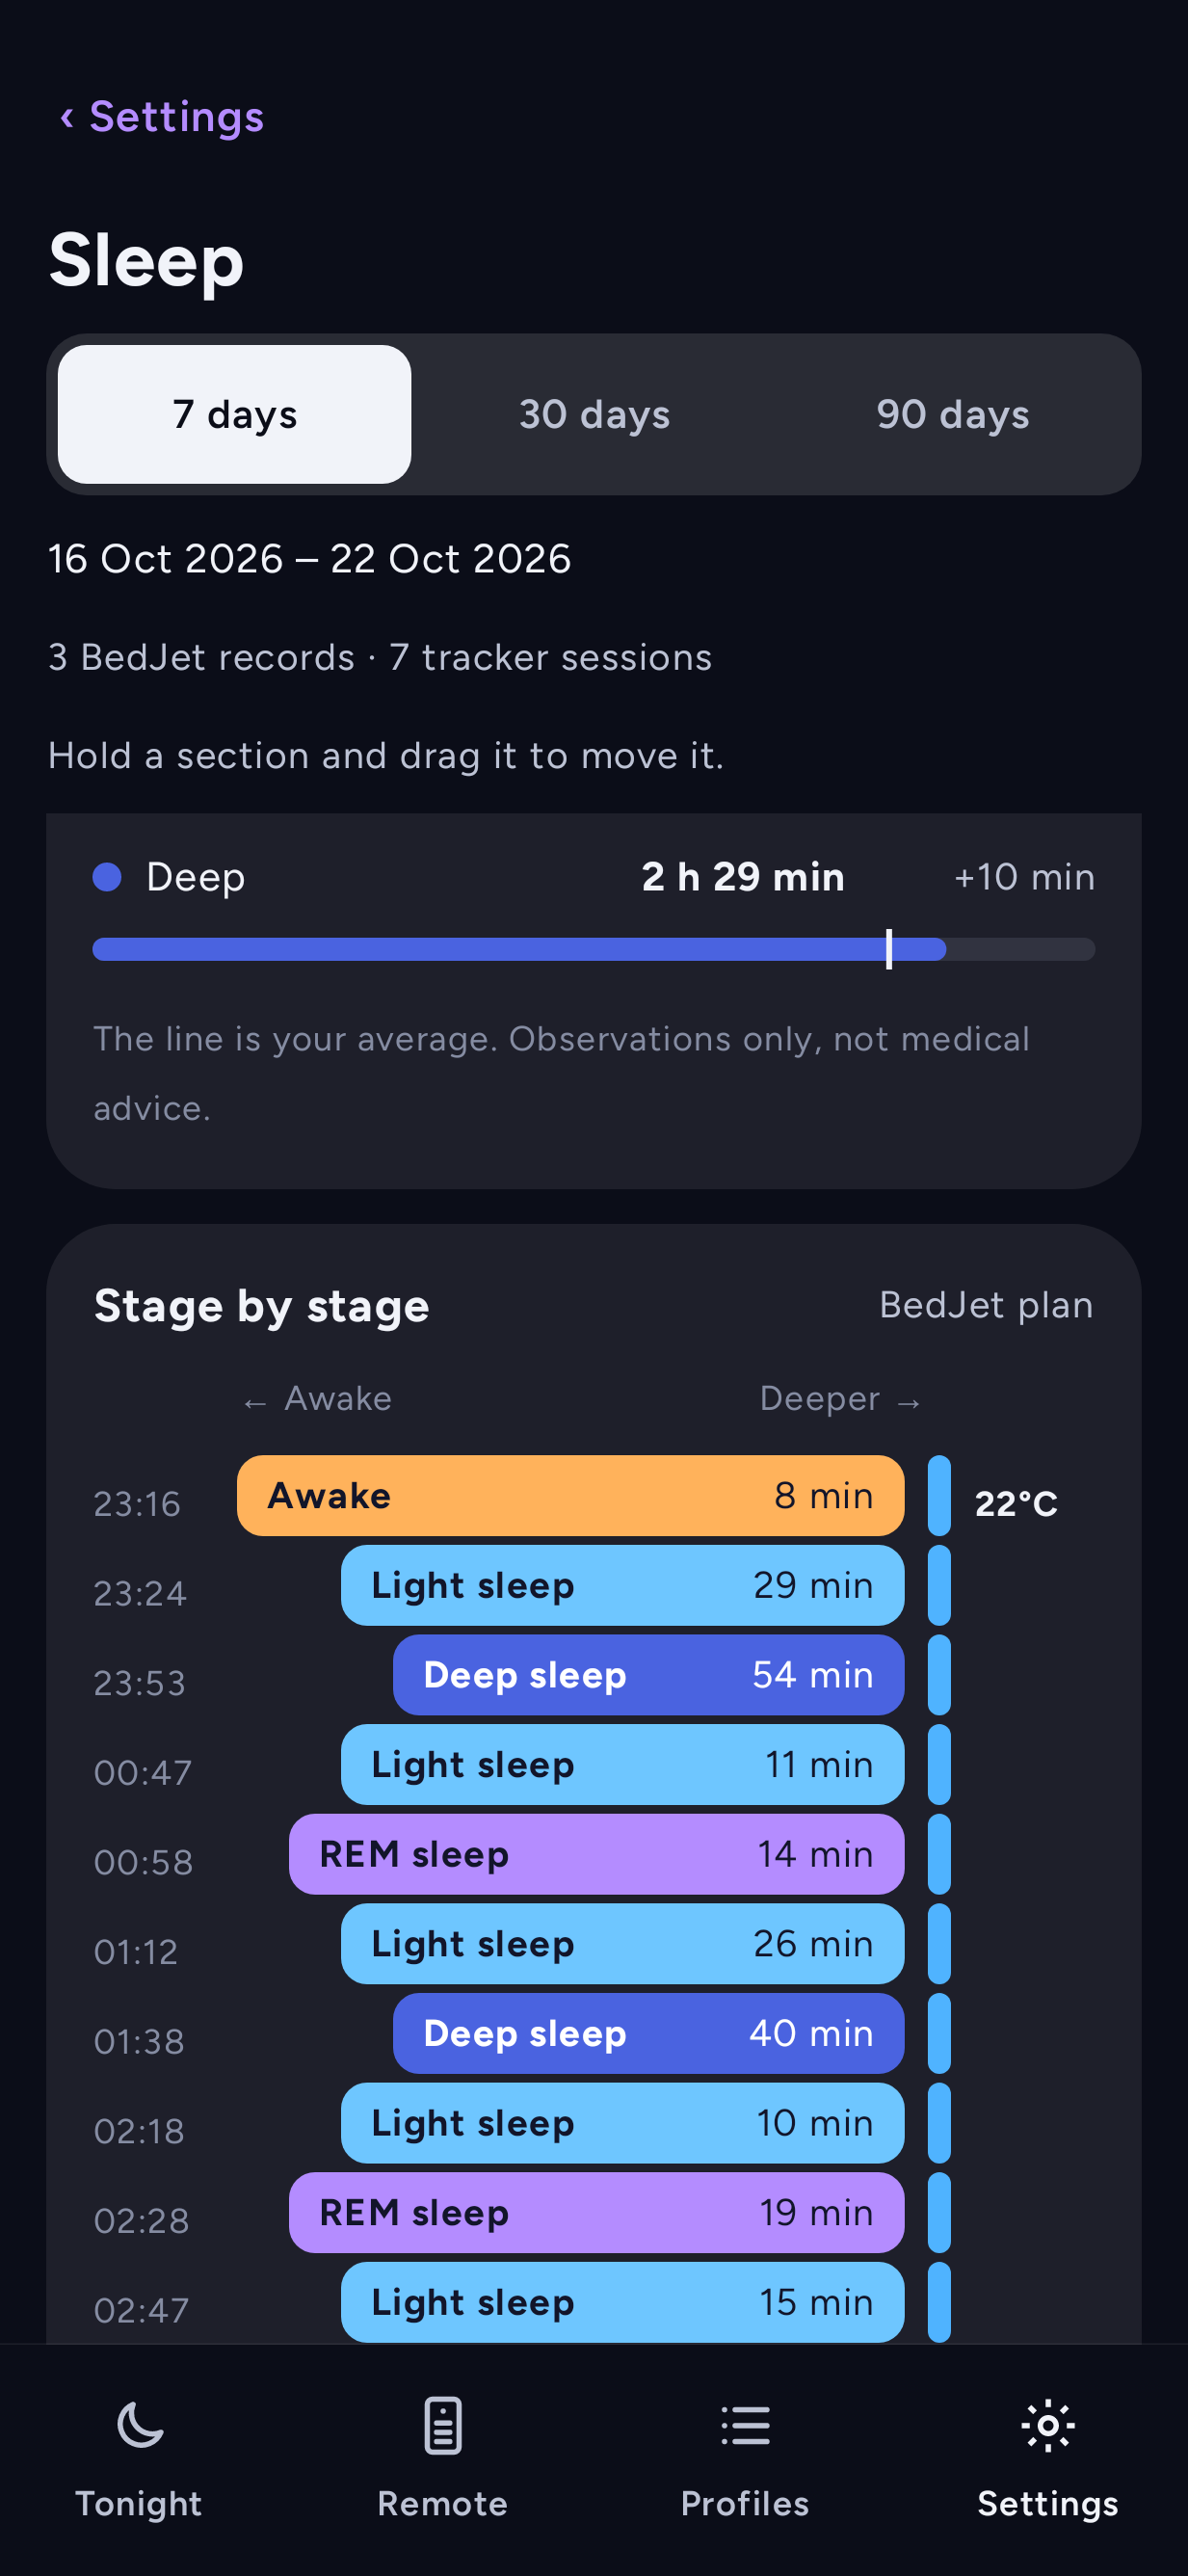 ‹ Settings
Sleep
7 days 30 days 90 days
16 Oct 2026 – 22 Oct 2026
3 BedJet records · 7 tracker sessions
Hold a section and drag it to move it.
Deep 2 h 29 min +10 min
The line is your average. Observations only, not medical
advice.
Stage by stage BedJet plan
← Awake Deeper →
23:16 Awake 8 min 22°C
23:24 Light sleep 29 min
23:53 Deep sleep 54 min
00:47 Light sleep 11 min
00:58 REM sleep 14 min
01:12 Light sleep 26 min
01:38 Deep sleep 40 min
02:18 Light sleep 10 min
02:28 REM sleep 19 min
02:47 Light sleep 15 min
Tonight Remote Profiles Settings